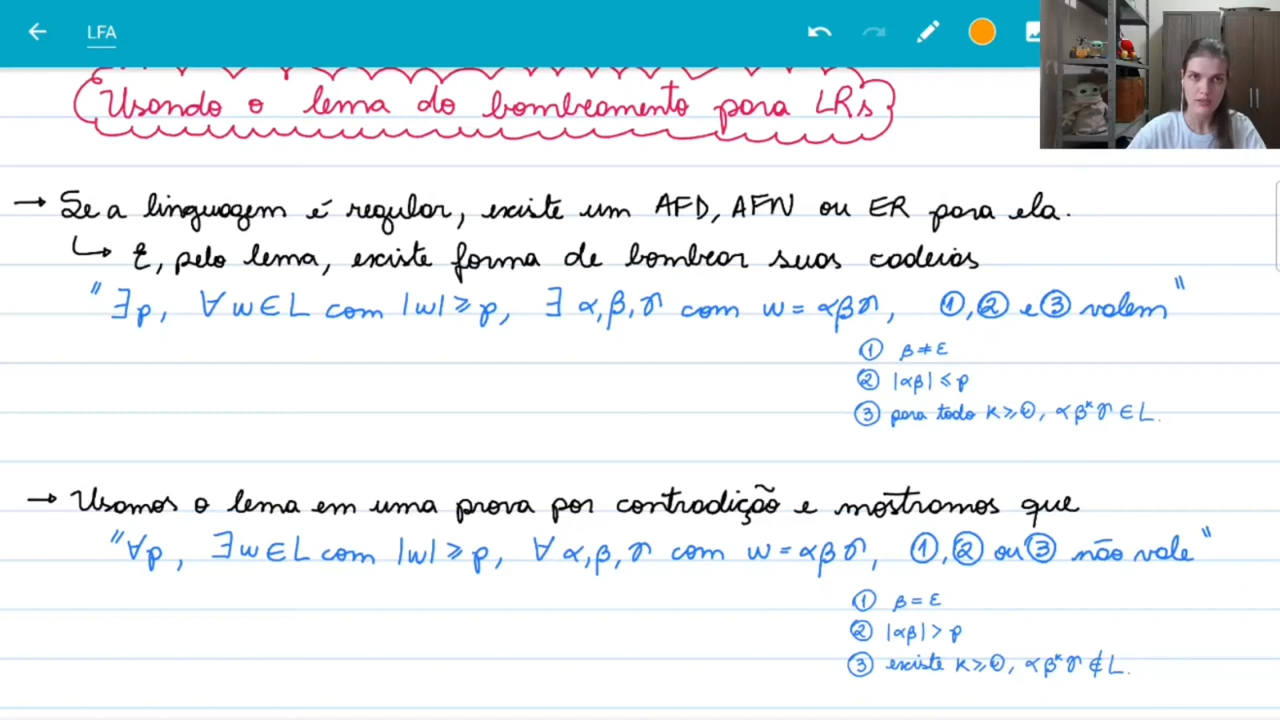 LFA
Usando o lema do bombeamento para LRs
→ Se a linguagem é regular, existe um AFD, AFN ou ER para ela.
↳ E, pelo lema, existe forma de bombear suas cadeias
"∃p, ∀w∈L com |w|≥p, ∃ α,β,γ com w=αβγ, ①,② e ③ valem"
① β≠ε
② |αβ|≤p
③ para todo K≥0, αβᴷγ∈L.
→ Usamos o lema em uma prova por contradição e mostramos que
"∀p, ∃w∈L com |w|≥p, ∀ α,β,γ com w=αβγ, ①,② ou ③ não vale"
① β=ε
② |αβ|>p
③ existe K≥0, αβᴷγ∉L.